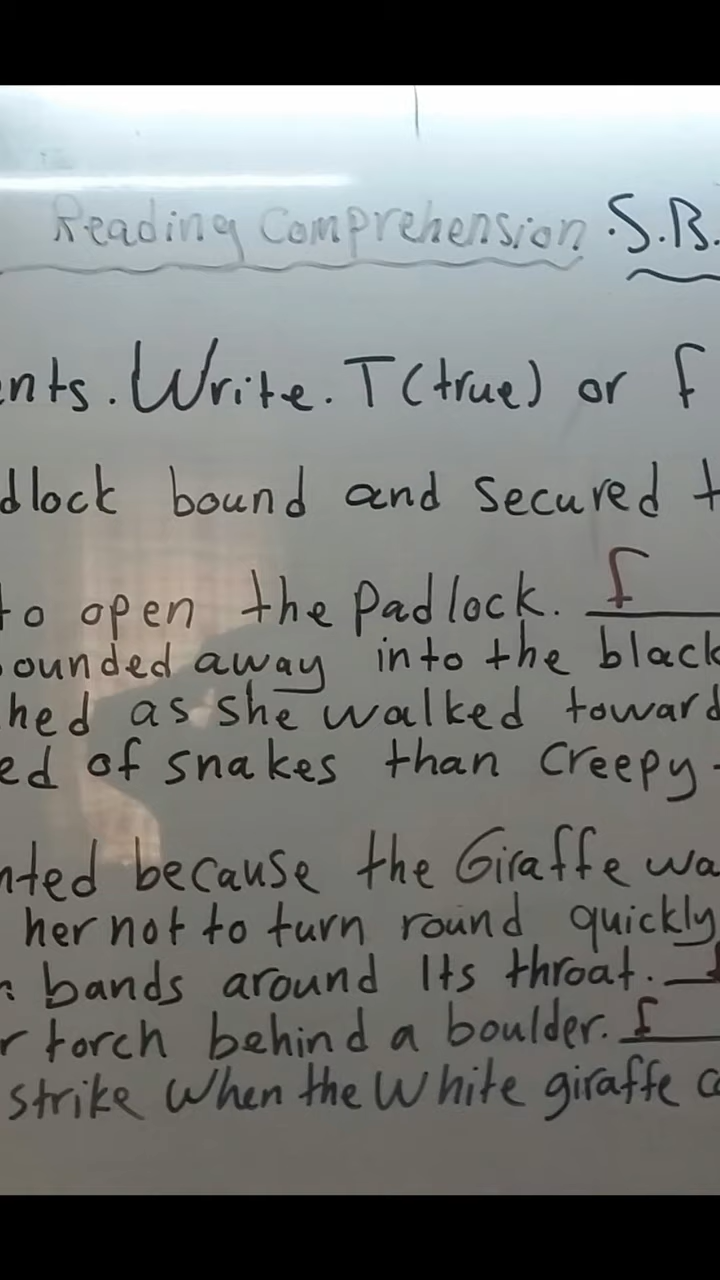 Reading Comprehension .S.B.
nts. Write. T(true) or f
dlock bound and secured t
to open the Padlock. f
ounded away into the black
hed as she walked toward
ed of snakes than creepy-
nted because the Giraffe wa
her not to turn round quickly
bands around Its throat.
r torch behind a boulder. f
strike when the white giraffe c